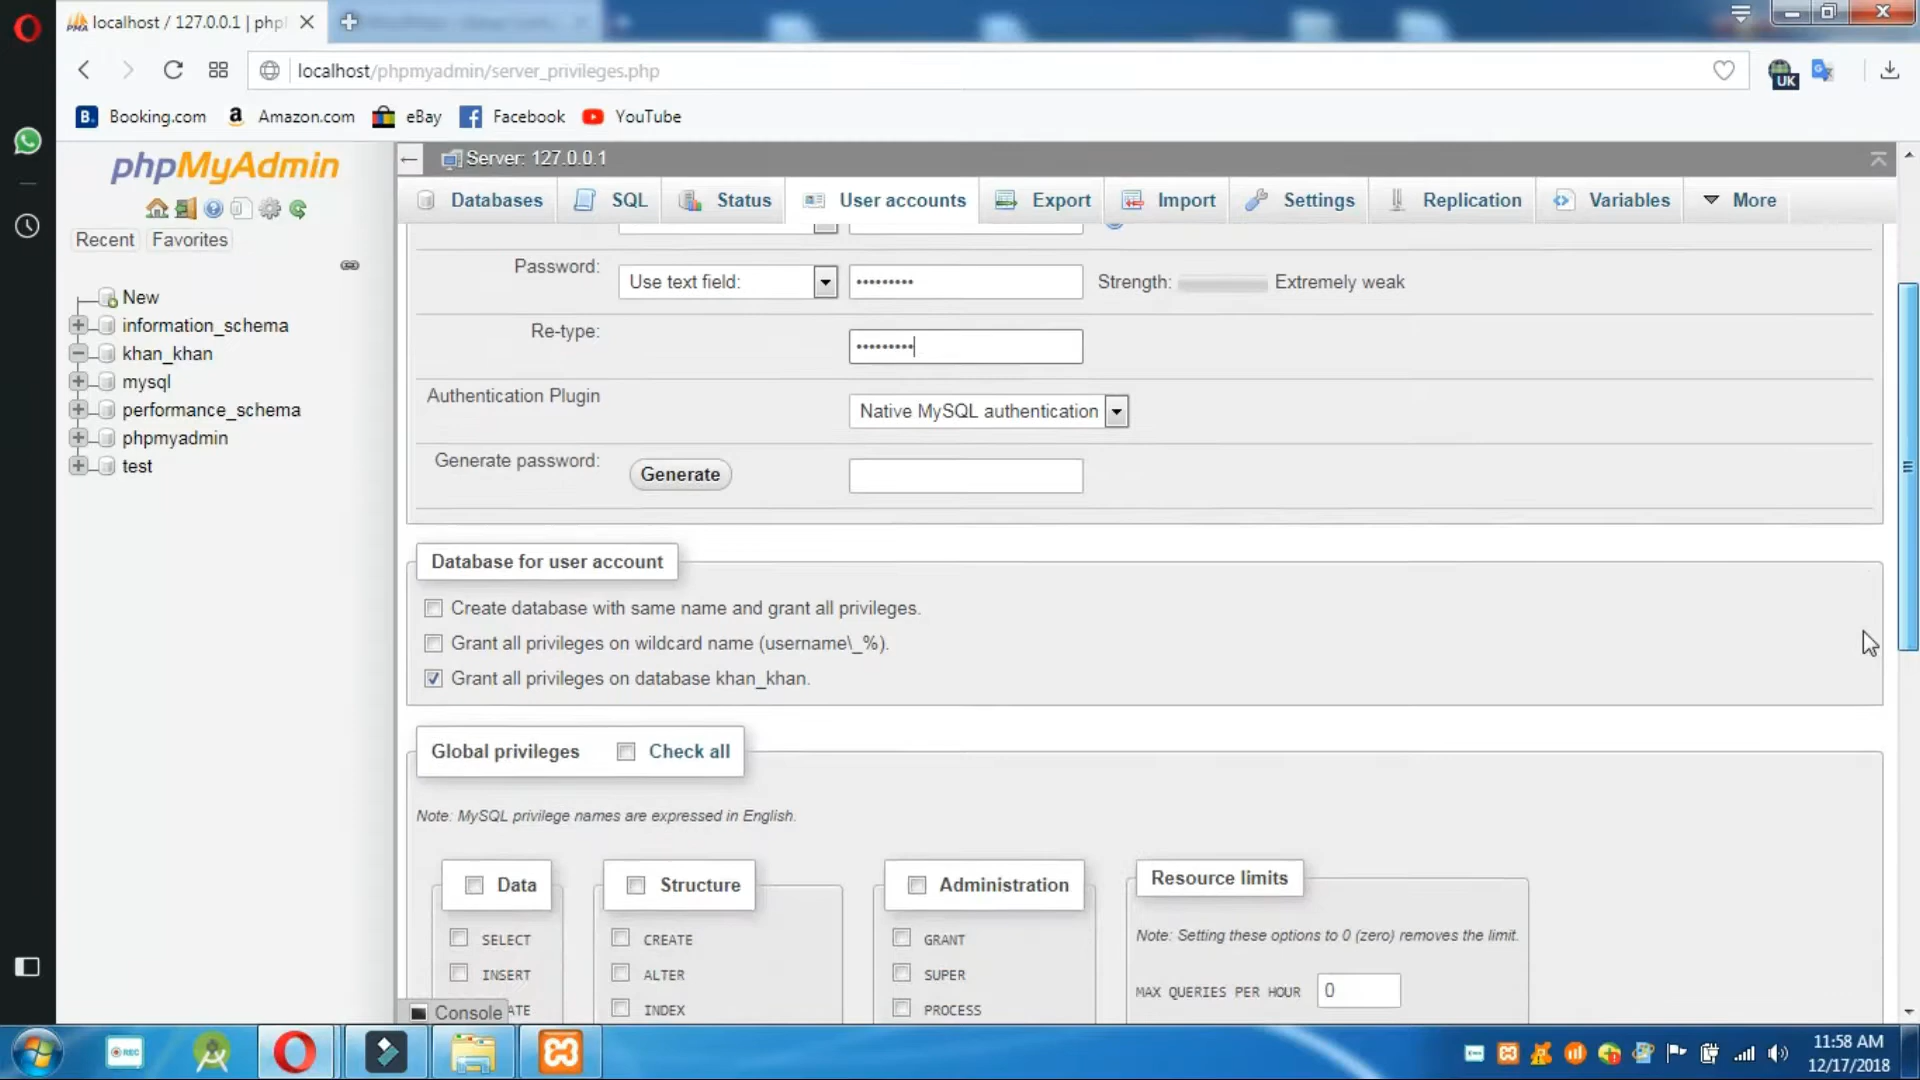 localhost / 127.0.0.1 | phpl
localhost/phpmyadmin/server_privileges.php
UK
B. Booking.com
a Amazon.com
eBay
Facebook
YouTube
phpMyAdmin
Server: 127.0.0.1
Databases
SQL
Status
User accounts
Export
Import
Settings
Replication
Variables
More
Recent
Favorites
New
information_schema
khan_khan
mysql
performance_schema
phpmyadmin
test
Password:
Use text field:
•••••••••
Strength:
Extremely weak
Re-type:
•••••••••
Authentication Plugin
Native MySQL authentication
Generate password:
Generate
Database for user account
Create database with same name and grant all privileges.
Grant all privileges on wildcard name (username\_%).
Grant all privileges on database khan_khan.
Global privileges
Check all
Note: MySQL privilege names are expressed in English.
Data
Structure
Administration
Resource limits
SELECT
CREATE
GRANT
Note: Setting these options to 0 (zero) removes the limit.
INSERT
ALTER
SUPER
MAX QUERIES PER HOUR
0
Console
ATE
INDEX
PROCESS
REC
11:58 AM
12/17/2018